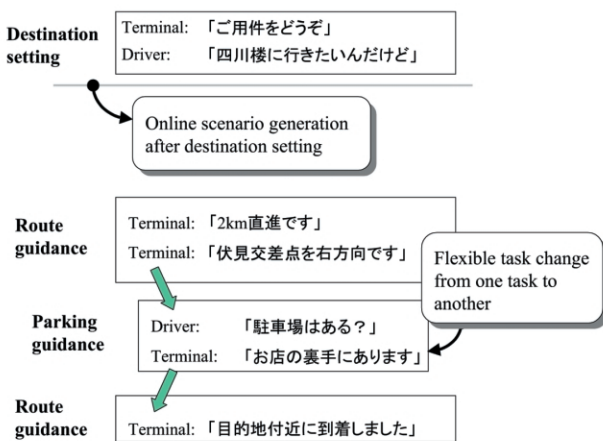 Destination setting
Terminal: 「ご用件をどうぞ」
Driver: 「四川楼に行きたいんだけど」
Online scenario generation
after destination setting
Route guidance
Terminal: 「2km直進です」
Terminal: 「伏見交差点を右方向です」
Flexible task change
from one task to
another
Parking guidance
Driver: 「駐車場はある？」
Terminal: 「お店の裏手にあります」
Route guidance
Terminal: 「目的地付近に到着しました」